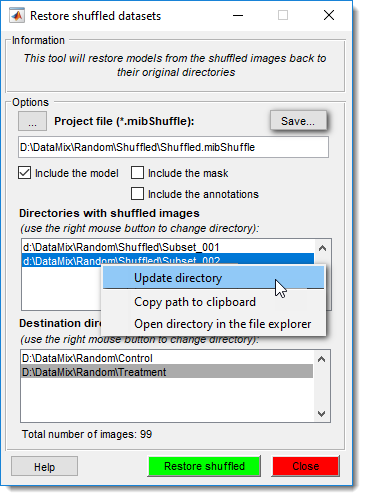 Restore shuffled datasets
Information
This tool will restore models from the shuffled images back to
their original directories
Options
... Project file (*.mibShuffle): Save...
D:\DataMix\Random\Shuffled\Shuffled.mibShuffle
Include the model Include the mask
Include the annotations
Directories with shuffled images
(use the right mouse button to change directory):
d:\DataMix\Random\Shuffled\Subset_001
d:\DataMix\Random\Shuffled\Subset_002
Update directory
Copy path to clipboard
Open directory in the file explorer
Destination dire
(use the right mouse button to change directory):
D:\DataMix\Random\Control
D:\DataMix\Random\Treatment
Total number of images: 99
Help Restore shuffled Close